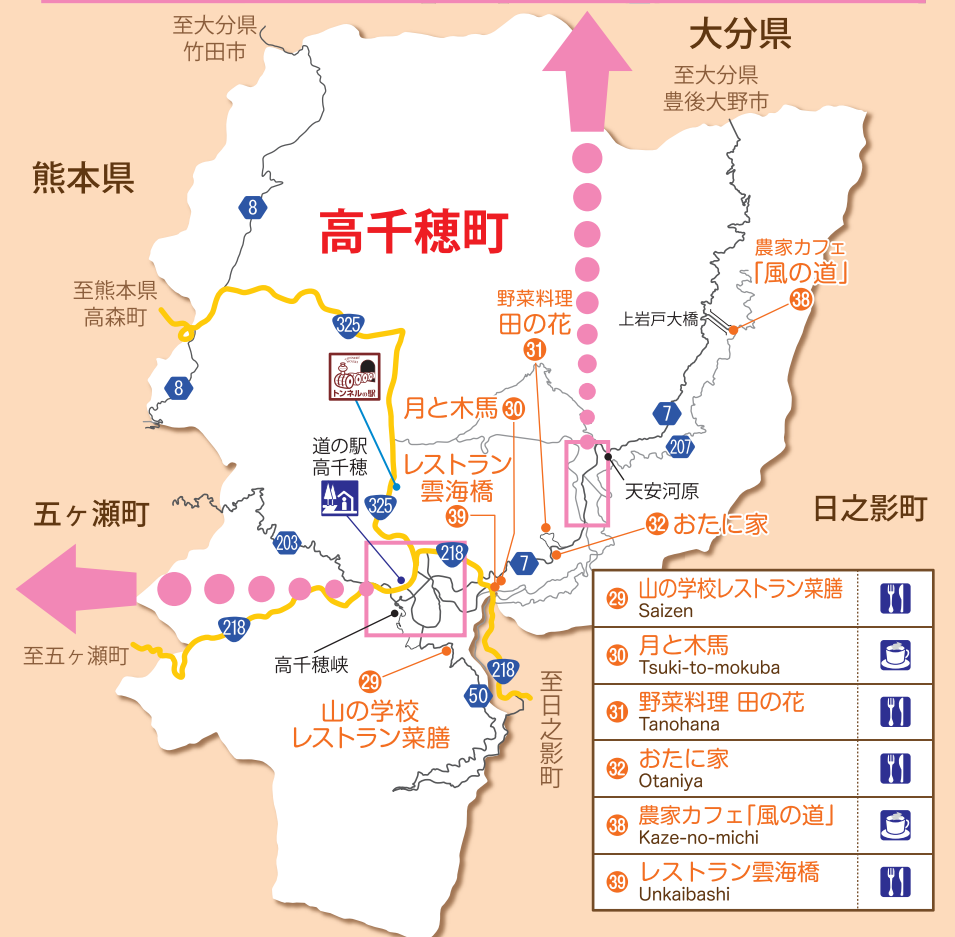 至大分県
竹田市
大分県
至大分県
豊後大野市
熊本県
8
高千穂町
農家カフェ
「風の道」
38
至熊本県
高森町
325
野菜料理
田の花
31
上岩戸大橋
トンネルの駅
8
月と木馬 30
7
207
道の駅
高千穂
レストラン
雲海橋
39
325
天安河原
五ヶ瀬町
日之影町
32 おたに家
203
218
7
218
至五ヶ瀬町
高千穂峡
29
山の学校
レストラン菜膳
50
218
至日之影町
29 山の学校レストラン菜膳
Saizen
30 月と木馬
Tsuki-to-mokuba
31 野菜料理 田の花
Tanohana
32 おたに家
Otaniya
38 農家カフェ「風の道」
Kaze-no-michi
39 レストラン雲海橋
Unkaibashi